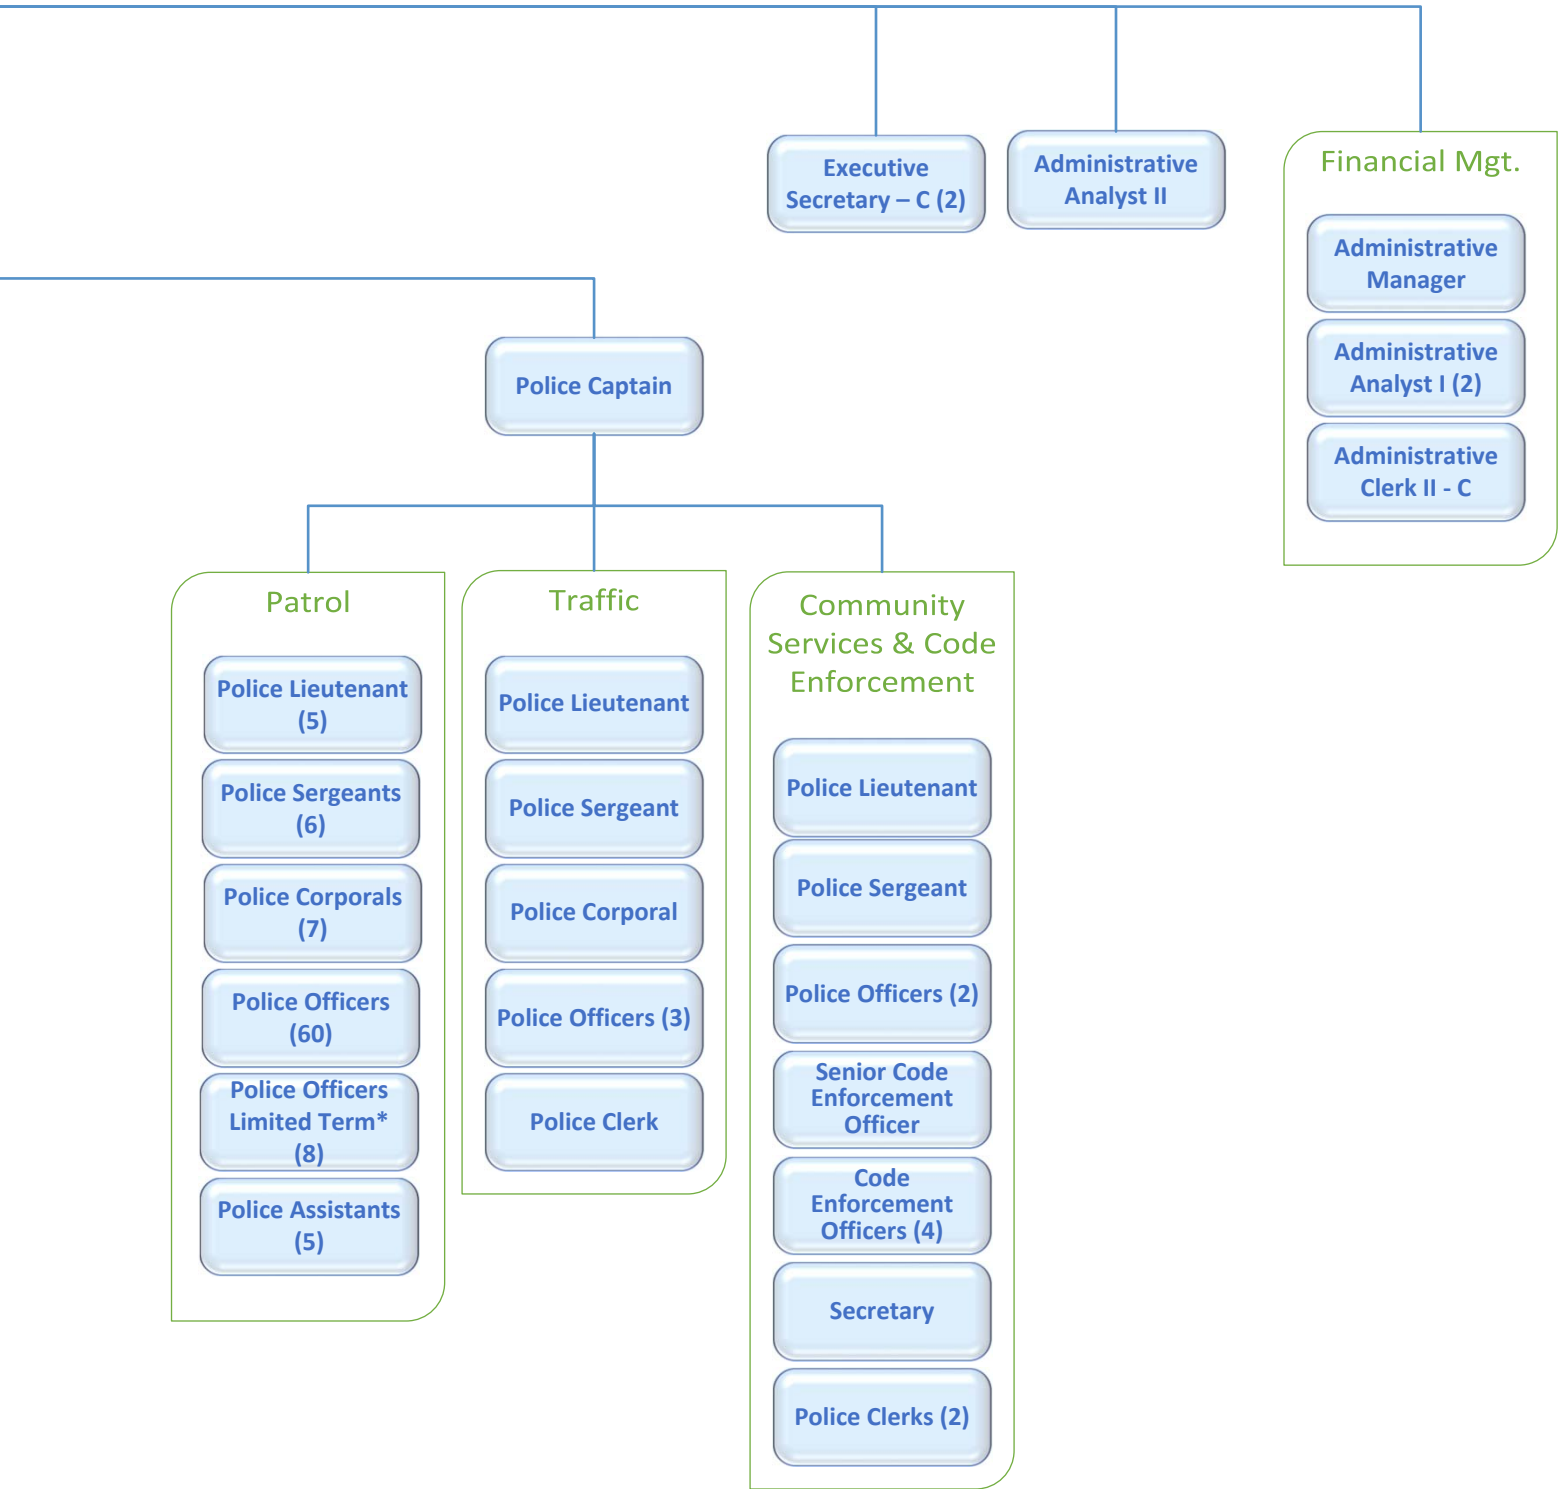 Executive
Secretary – C (2)
Administrative
Analyst II
Financial Mgt.
Administrative
Manager
Administrative
Analyst I (2)
Administrative
Clerk II - C
Police Captain
Patrol
Police Lieutenant
(5)
Police Sergeants
(6)
Police Corporals
(7)
Police Officers
(60)
Police Officers
Limited Term*
(8)
Police Assistants
(5)
Traffic
Police Lieutenant
Police Sergeant
Police Corporal
Police Officers (3)
Police Clerk
Community
Services & Code
Enforcement
Police Lieutenant
Police Sergeant
Police Officers (2)
Senior Code
Enforcement
Officer
Code
Enforcement
Officers (4)
Secretary
Police Clerks (2)